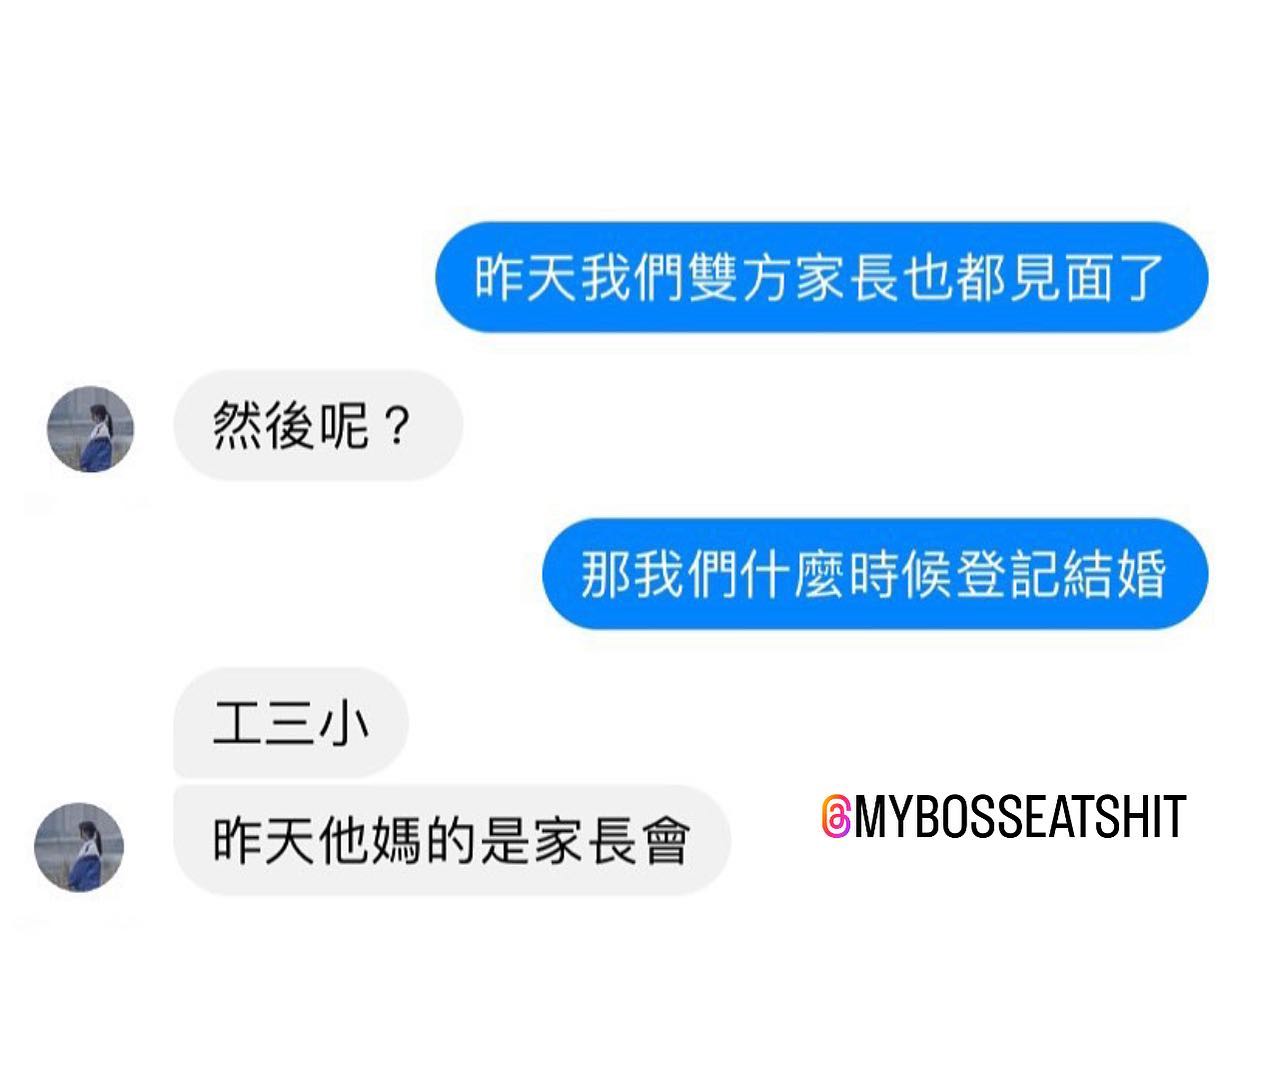 昨天我們雙方家長也都見面了
然後呢？
那我們什麼時候登記結婚
工三小
昨天他媽的是家長會
@MYBOSSEATSHIT